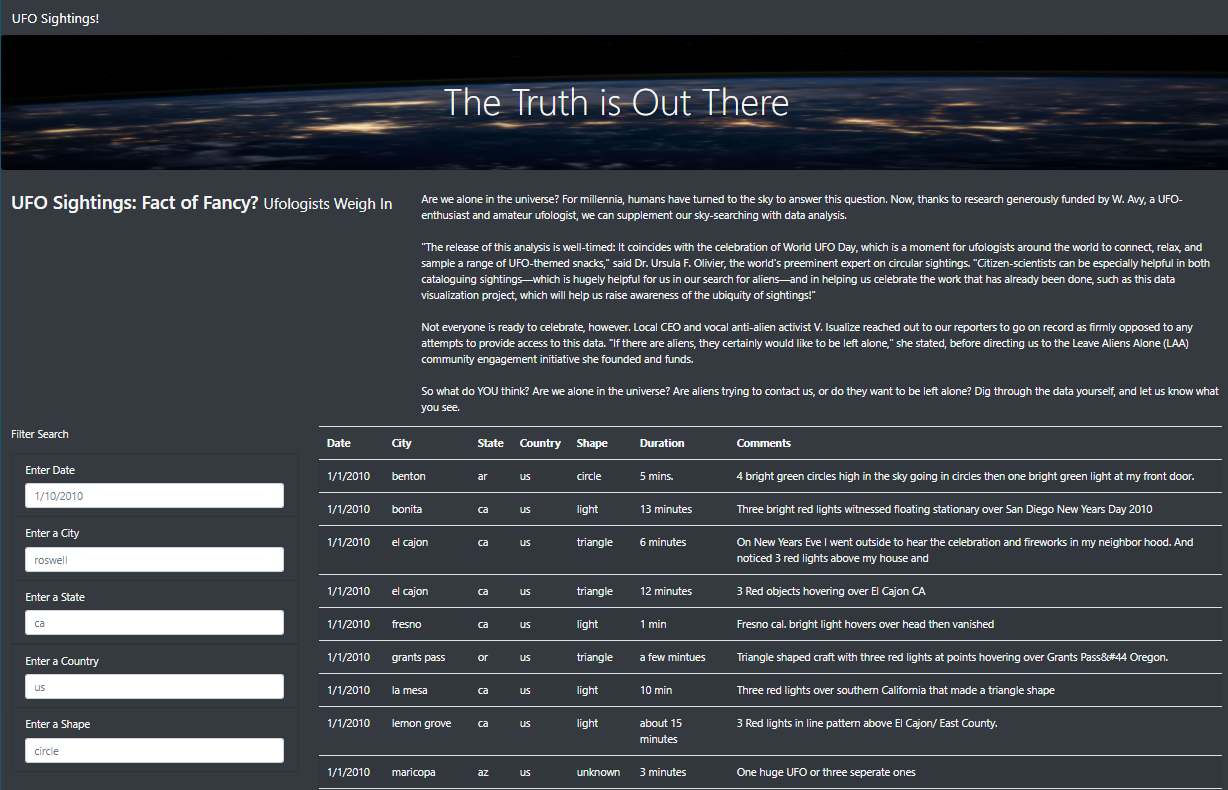 UFO Sightings!
The Truth is Out There
UFO Sightings: Fact of Fancy? Ufologists Weigh In
Are we alone in the universe? For millennia, humans have turned to the sky to answer this question. Now, thanks to research generously funded by W. Avy, a UFO-
enthusiast and amateur ufologist, we can supplement our sky-searching with data analysis.
"The release of this analysis is well-timed: It coincides with the celebration of World UFO Day, which is a moment for ufologists around the world to connect, relax, and
sample a range of UFO-themed snacks," said Dr. Ursula F. Olivier, the world's preeminent expert on circular sightings. "Citizen-scientists can be especially helpful in both
cataloguing sightings—which is hugely helpful for us in our search for aliens—and in helping us celebrate the work that has already been done, such as this data
visualization project, which will help us raise awareness of the ubiquity of sightings!"
Not everyone is ready to celebrate, however. Local CEO and vocal anti-alien activist V. Isualize reached out to our reporters to go on record as firmly opposed to any
attempts to provide access to this data. "If there are aliens, they certainly would like to be left alone," she stated, before directing us to the Leave Aliens Alone (LAA)
community engagement initiative she founded and funds.
So what do YOU think? Are we alone in the universe? Are aliens trying to contact us, or do they want to be left alone? Dig through the data yourself, and let us know what
you see.
Filter Search
Enter Date
1/10/2010
Enter a City
roswell
Enter a State
ca
Enter a Country
us
Enter a Shape
circle
Date City State Country Shape Duration Comments
1/1/2010 benton ar us circle 5 mins. 4 bright green circles high in the sky going in circles then one bright green light at my front door.
1/1/2010 bonita ca us light 13 minutes Three bright red lights witnessed floating stationary over San Diego New Years Day 2010
1/1/2010 el cajon ca us triangle 6 minutes On New Years Eve I went outside to hear the celebration and fireworks in my neighbor hood. And
noticed 3 red lights above my house and
1/1/2010 el cajon ca us triangle 12 minutes 3 Red objects hovering over El Cajon CA
1/1/2010 fresno ca us light 1 min Fresno cal. bright light hovers over head then vanished
1/1/2010 grants pass or us triangle a few mintues Triangle shaped craft with three red lights at points hovering over Grants Pass&#44 Oregon.
1/1/2010 la mesa ca us light 10 min Three red lights over southern California that made a triangle shape
1/1/2010 lemon grove ca us light about 15 3 Red lights in line pattern above El Cajon/ East County.
minutes
1/1/2010 maricopa az us unknown 3 minutes One huge UFO or three seperate ones